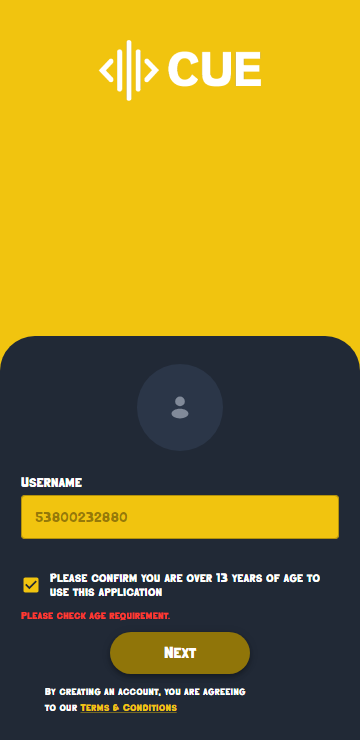 CUE
Username
53800232880
Please confirm you are over 13 years of age to
use this application
Please check age requirement.
Next
By creating an account, you are agreeing
to our Terms & Conditions